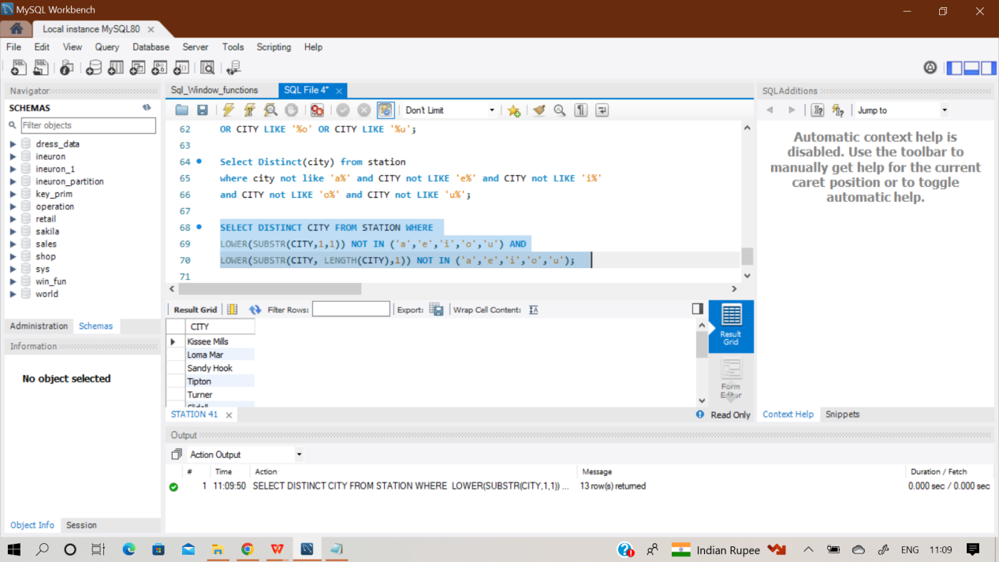 MySQL Workbench
Local instance MySQL80
File Edit View Query Database Server Tools Scripting Help
Navigator
SCHEMAS
Filter objects
dress_data
ineuron
ineuron_1
ineuron_partition
key_prim
operation
retail
sakila
sales
shop
sys
win_fun
world
Administration Schemas
Information
No object selected
Object Info Session
Sql_Window_functions SQL File 4*
Don't Limit
62 OR CITY LIKE '%o' OR CITY LIKE '%u';
63
64 Select Distinct(city) from station
65 where city not like 'a%' and CITY not LIKE 'e%' and CITY not LIKE 'i%'
66 and CITY not LIKE 'o%' and CITY not LIKE 'u%';
67
68 SELECT DISTINCT CITY FROM STATION WHERE
69 LOWER(SUBSTR(CITY,1,1)) NOT IN ('a','e','i','o','u') AND
70 LOWER(SUBSTR(CITY, LENGTH(CITY),1)) NOT IN ('a','e','i','o','u');
71
Result Grid Filter Rows: Export: Wrap Cell Content:
CITY
Kissee Mills
Loma Mar
Sandy Hook
Tipton
Turner
Slidell
Result
Grid
Form
Editor
STATION 41 Read Only
SQLAdditions
Jump to
Automatic context help is
disabled. Use the toolbar to
manually get help for the current
caret position or to toggle
automatic help.
Context Help Snippets
Output
Action Output
# Time Action Message Duration / Fetch
1 11:09:50 SELECT DISTINCT CITY FROM STATION WHERE LOWER(SUBSTR(CITY,1,1)) ... 13 row(s) returned 0.000 sec / 0.000 sec
Indian Rupee ENG 11:09